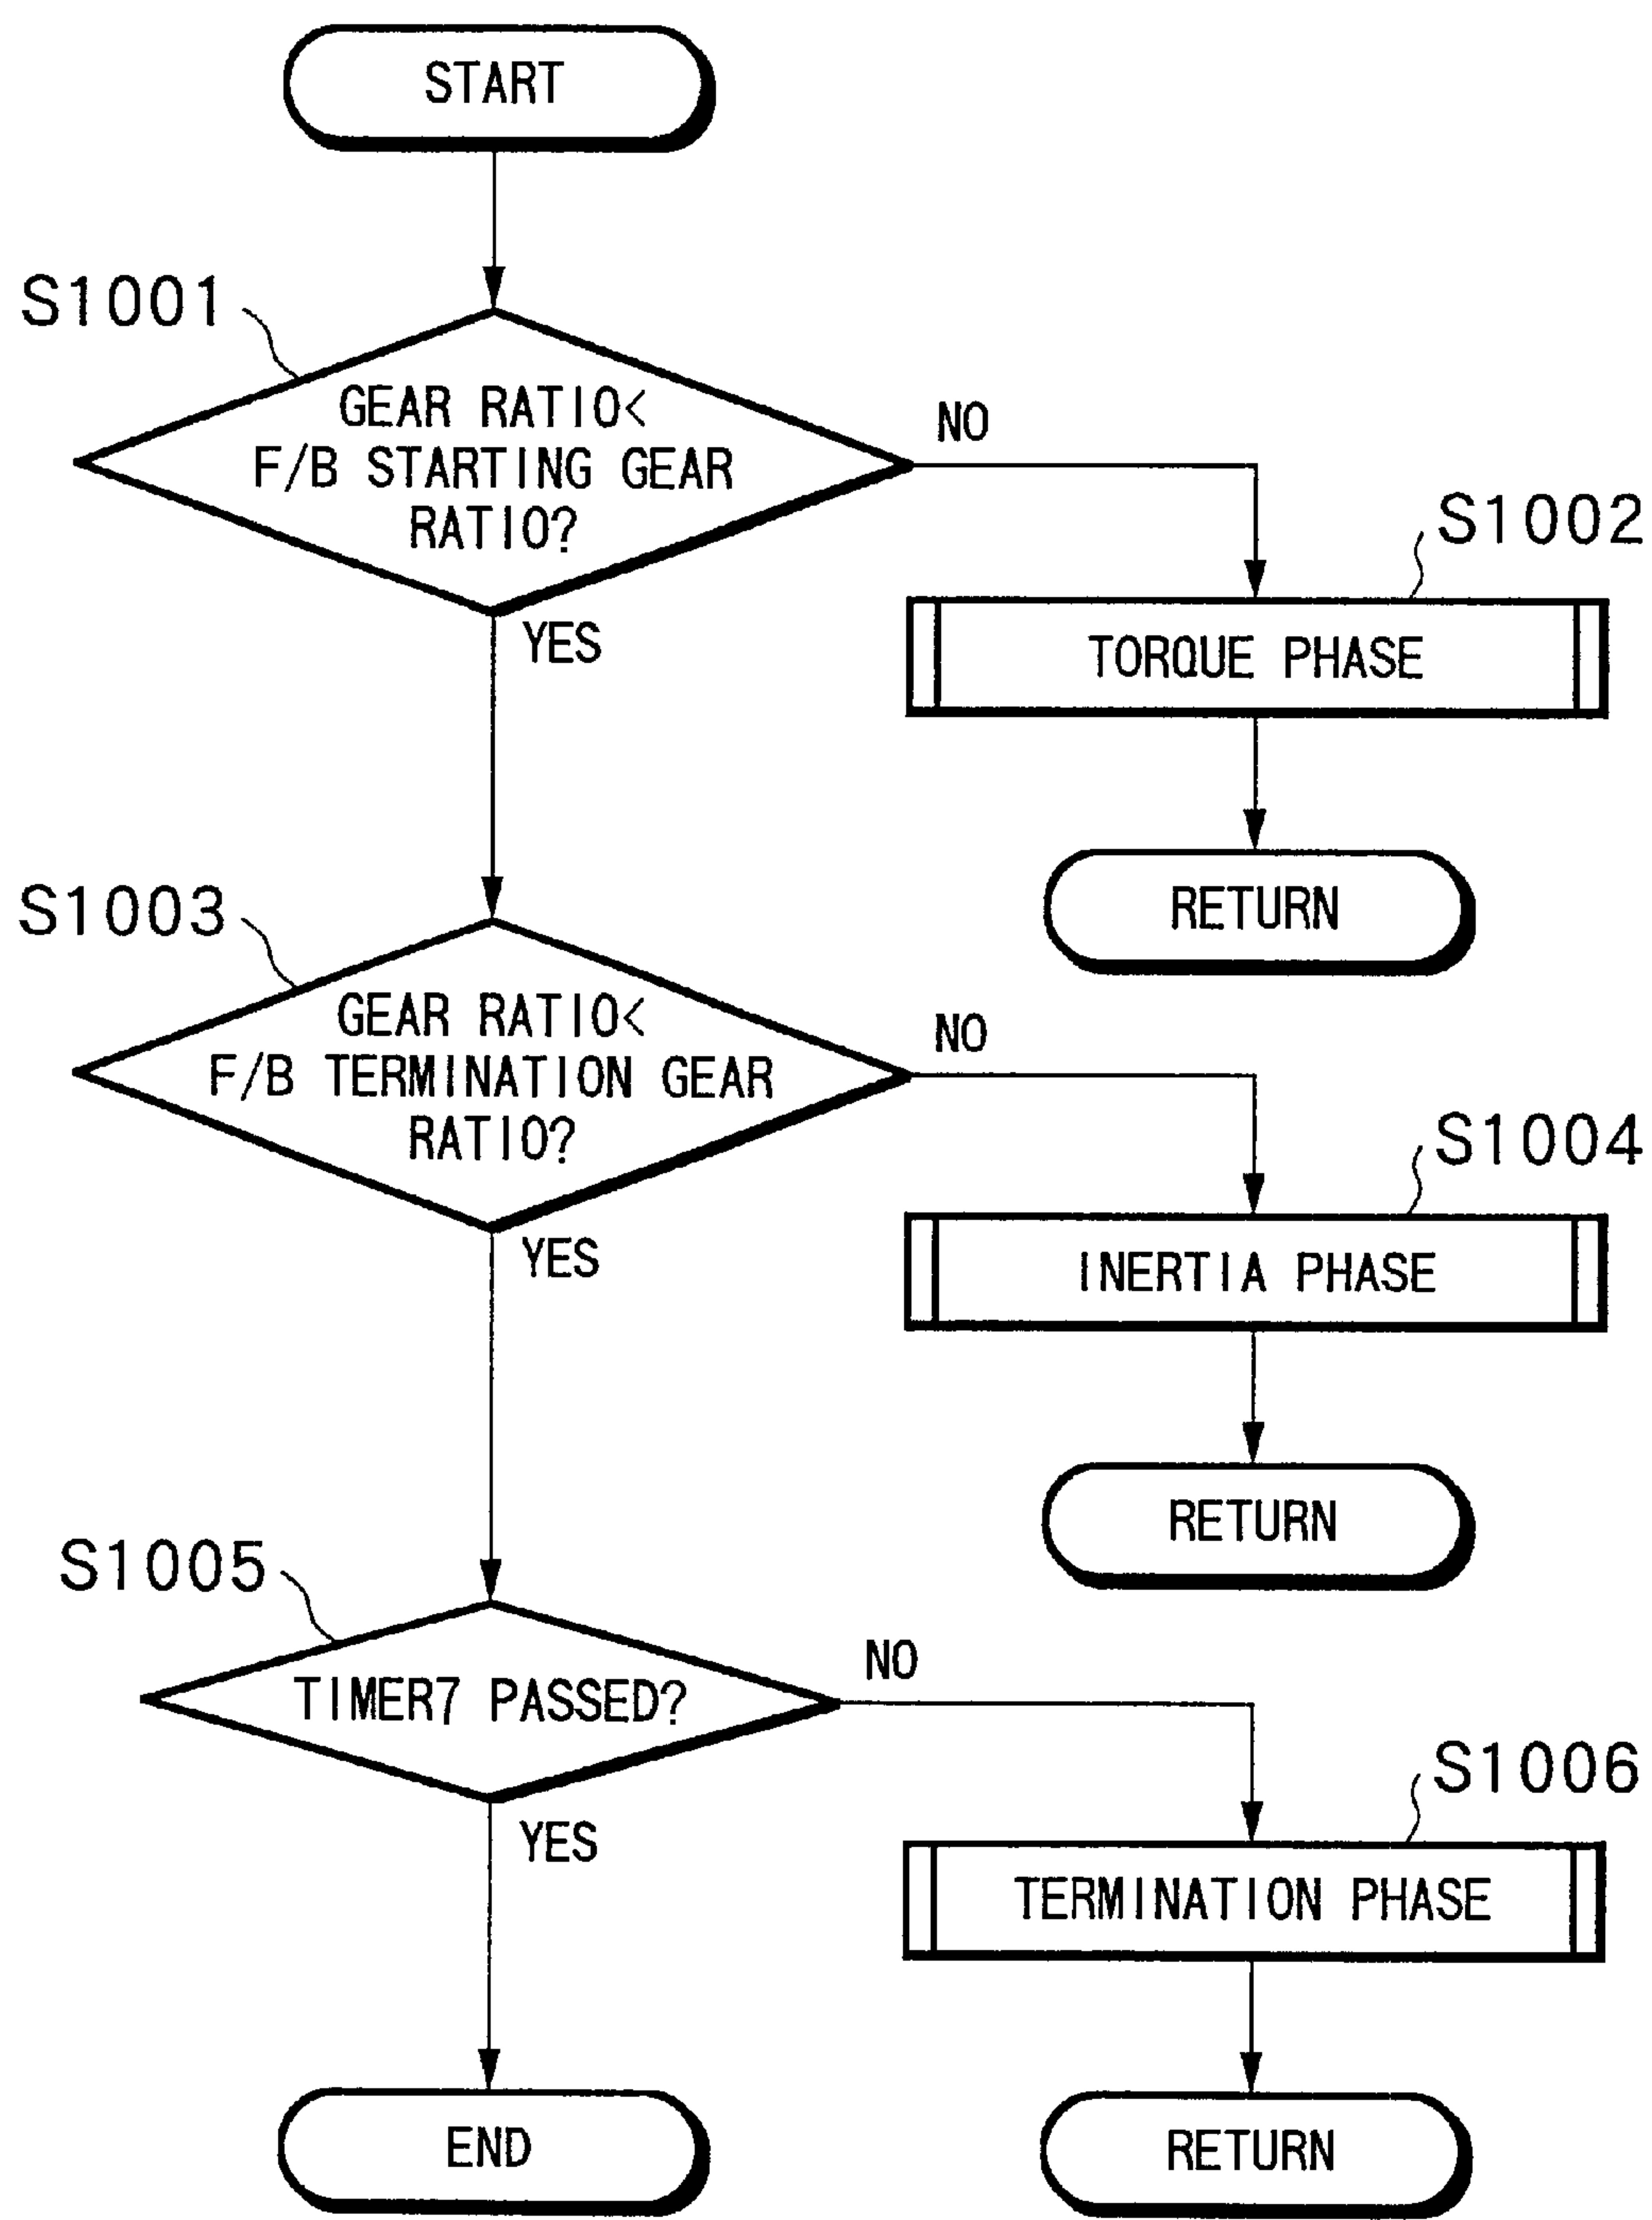 START
S1001
GEAR RATIO<
F/B STARTING GEAR
RATIO?
NO
YES
S1002
TORQUE PHASE
RETURN
S1003
GEAR RATIO<
F/B TERMINATION GEAR
RATIO?
NO
YES
S1004
INERTIA PHASE
RETURN
S1005
TIMER7 PASSED?
NO
YES
S1006
TERMINATION PHASE
RETURN
END